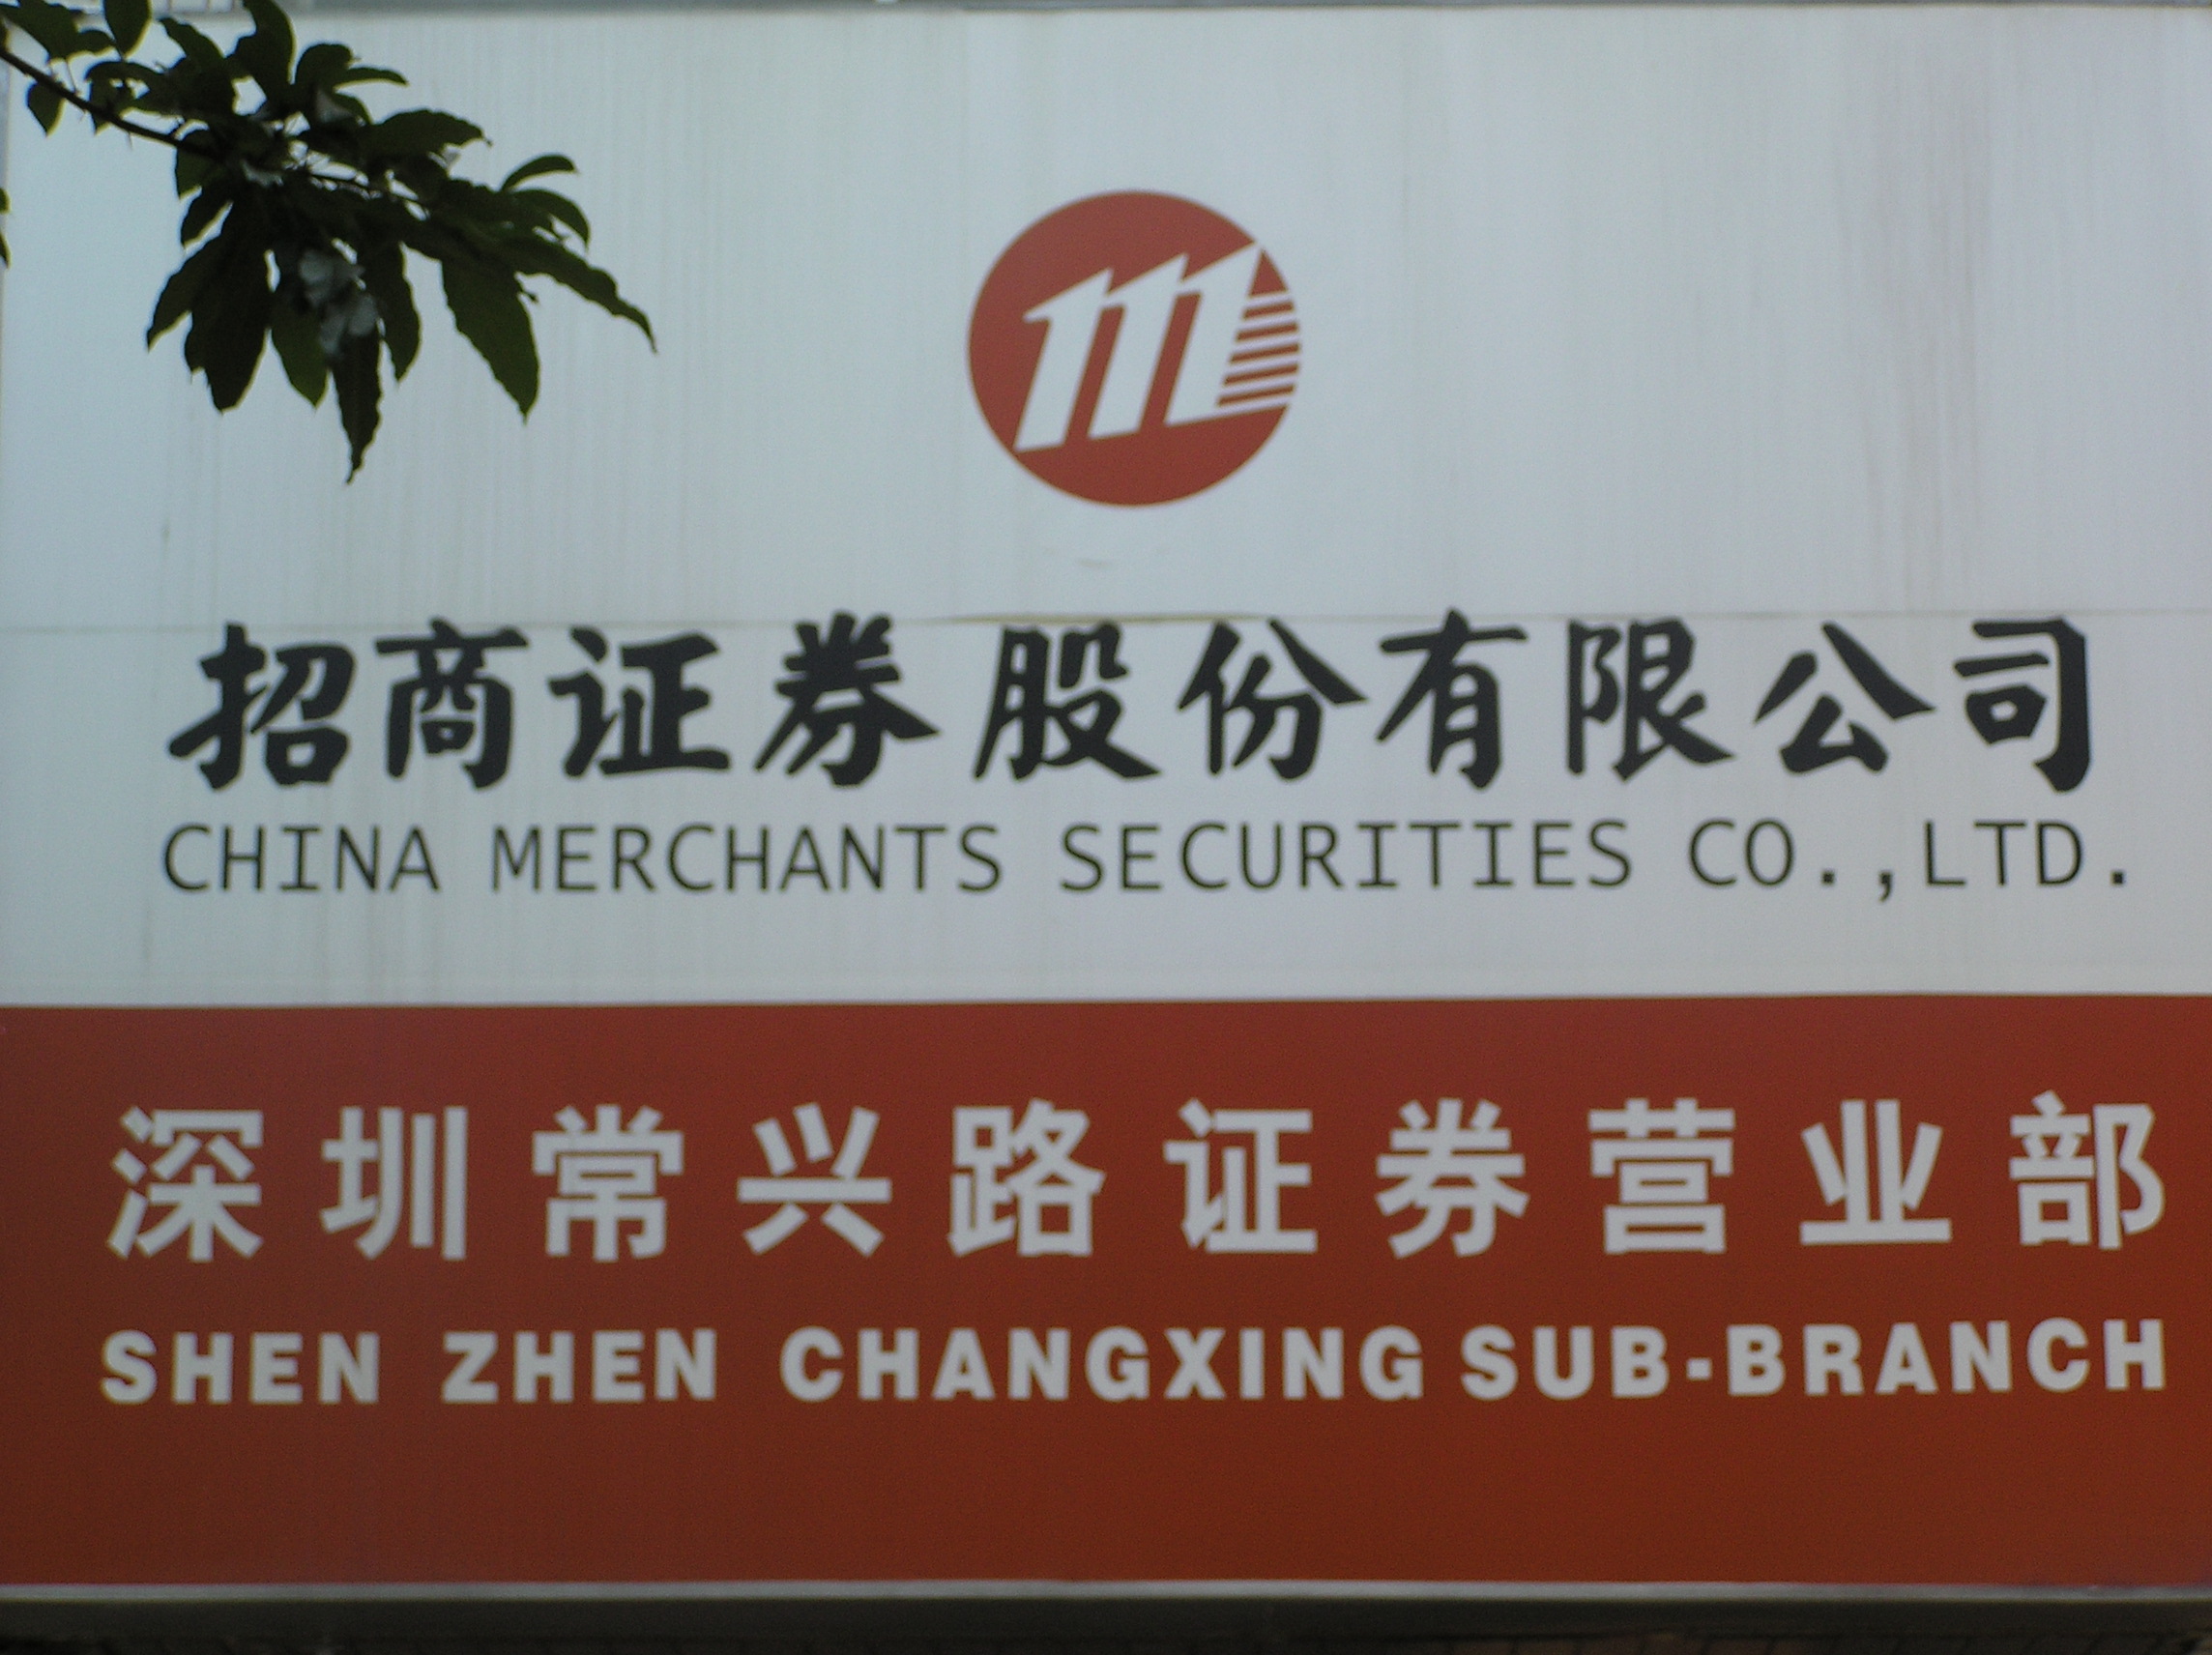 招商证券股份有限公司
CHINA MERCHANTS SECURITIES CO.,LTD.
深圳常兴路证券营业部
SHEN ZHEN CHANGXING SUB-BRANCH